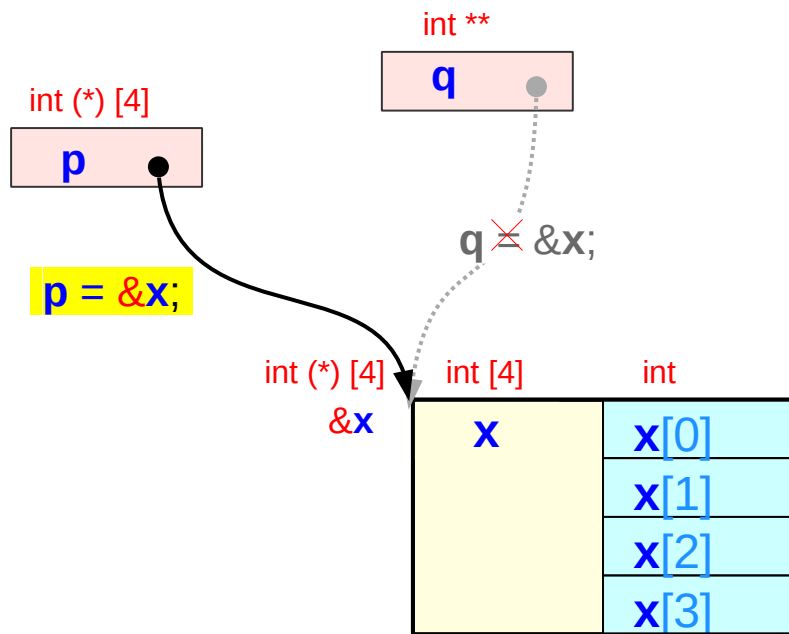 int **
q
int (*) [4]
p
q = &x;
p = &x;
int (*) [4] int [4] int
&x x x[0]
x[1]
x[2]
x[3]